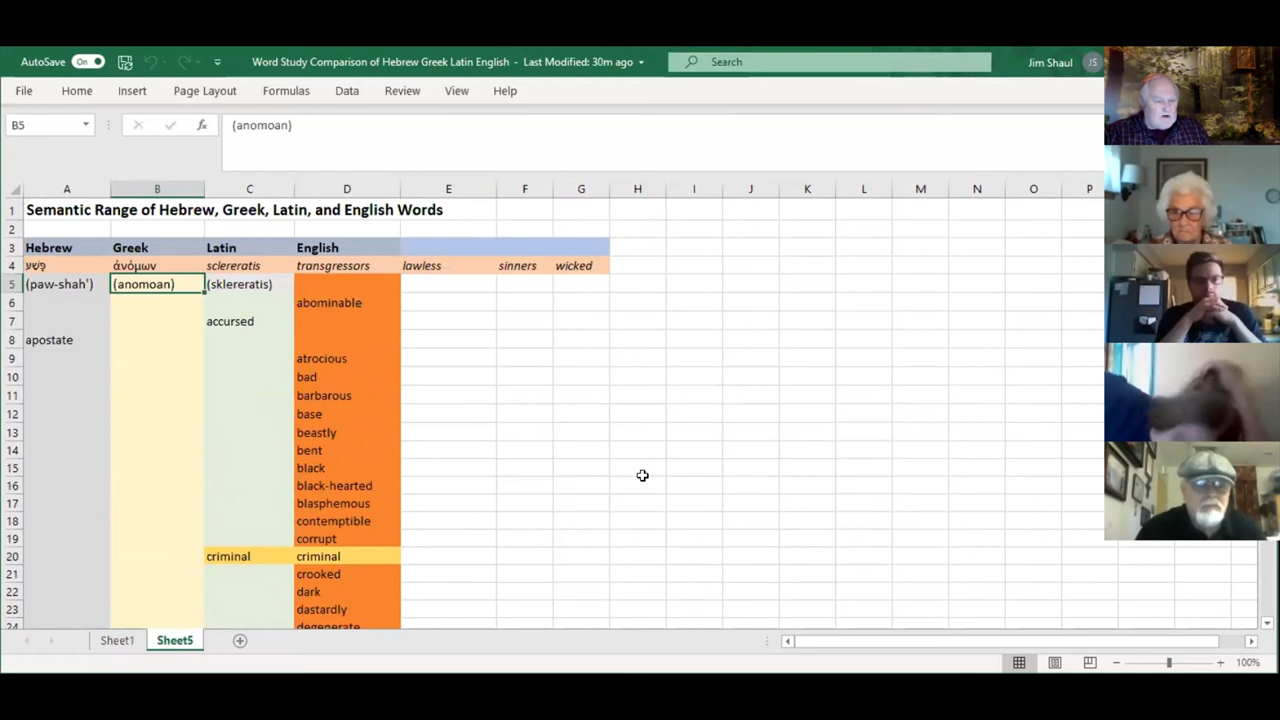 AutoSave On Word Study Comparison of Hebrew Greek Latin English - Last Modified: 30m ago Search Jim Shaul JS
File Home Insert Page Layout Formulas Data Review View Help
B5 fx (anomoan)
A B C D E F G H I J K L M N O P
1 Semantic Range of Hebrew, Greek, Latin, and English Words
2
3 Hebrew Greek Latin English
4 פָּשַׁע ἀνόμων sclereratis transgressors lawless sinners wicked
5 (paw-shah') (anomoan) (sklereratis)
6 abominable
7 accursed
8 apostate
9 atrocious
10 bad
11 barbarous
12 base
13 beastly
14 bent
15 black
16 black-hearted
17 blasphemous
18 contemptible
19 corrupt
20 criminal criminal
21 crooked
22 dark
23 dastardly
24 degenerate
Sheet1 Sheet5
100%